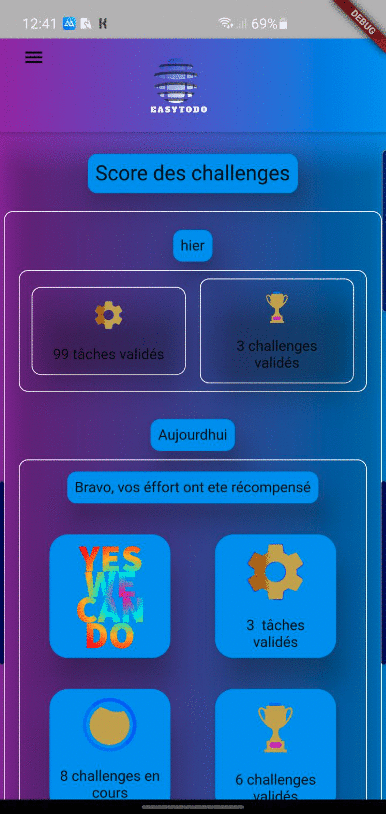 12:41 69%
DEBUG
EASYTODO
Score des challenges
hier
99 tâches validés
3 challenges
validés
Aujourdhui
Bravo, vos éffort ont ete récompensé
YES
WE
CAN
DO
3 tâches
validés
8 challenges en
cours
6 challenges
validés